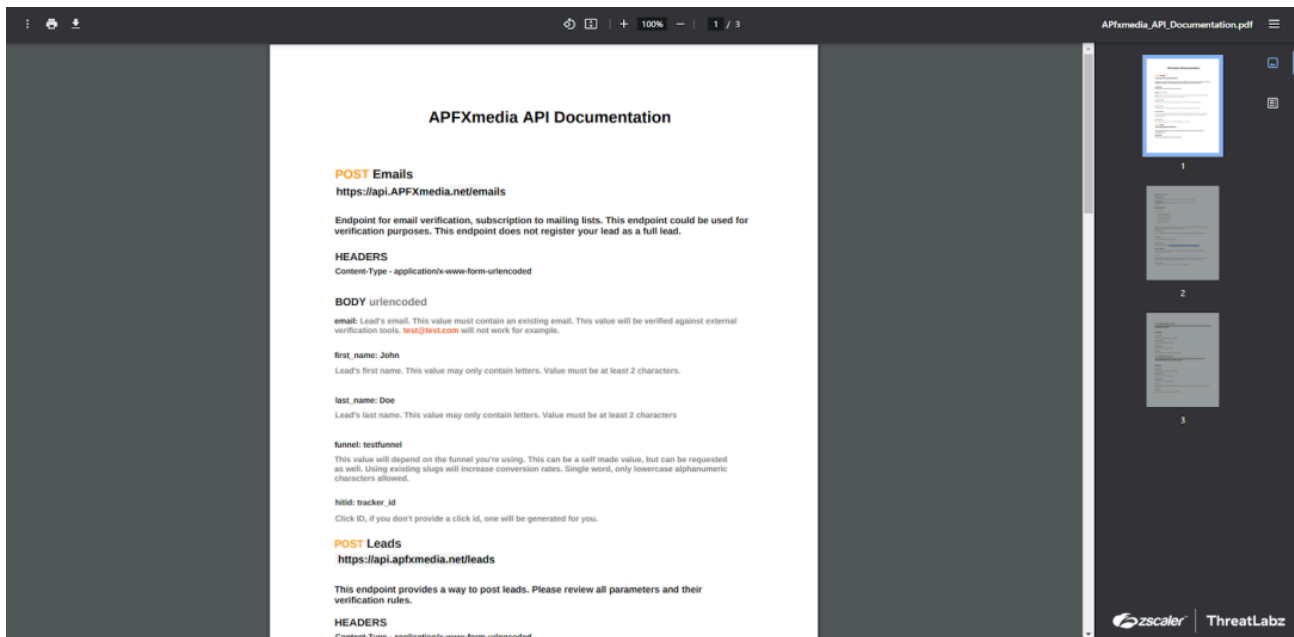 100%
1 / 3
APfxmedia_API_Documentation.pdf
APFXmedia API Documentation
POST Emails
https://api.APFXmedia.net/emails
Endpoint for email verification, subscription to mailing lists. This endpoint could be used for
verification purposes. This endpoint does not register your lead as a full lead.
HEADERS
Content-Type - application/x-www-form-urlencoded
BODY urlencoded
email: Lead's email. This value must contain an existing email. This value will be verified against external
verification tools. test@test.com will not work for example.
first_name: John
Lead's first name. This value may only contain letters. Value must be at least 2 characters.
last_name: Doe
Lead's last name. This value may only contain letters. Value must be at least 2 characters
funnel: testfunnel
This value will depend on the funnel you're using. This can be a self made value, but can be requested
as well. Using existing slugs will increase conversion rates. Single word, only lowercase alphanumeric
characters allowed.
hitid: tracker_id
Click ID, if you don't provide a click id, one will be generated for you.
POST Leads
https://api.apfxmedia.net/leads
This endpoint provides a way to post leads. Please review all parameters and their
verification rules.
HEADERS
Content-Type - application/x-www-form-urlencoded
1
2
3
zscaler | ThreatLabz